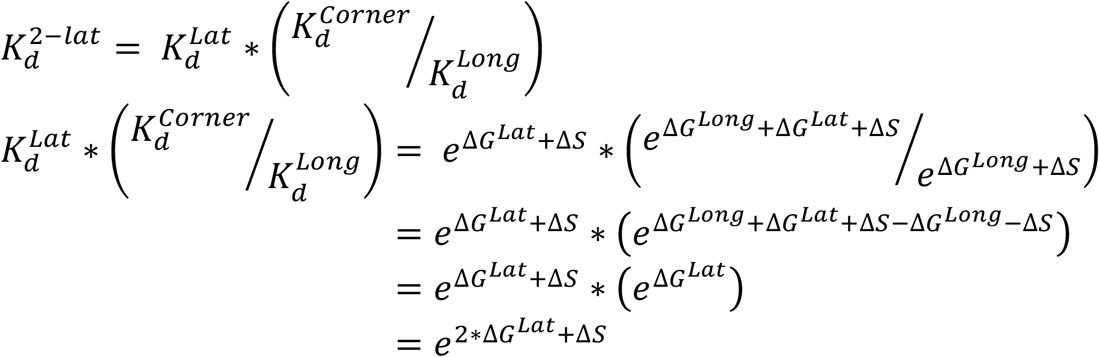 K_d^{2−lat} = K_d^{Lat} * (K_d^{Corner} / K_d^{Long})
K_d^{Lat} * (K_d^{Corner} / K_d^{Long}) = e^{ΔG^{Lat}+ΔS} * (e^{ΔG^{Long}+ΔG^{Lat}+ΔS} / e^{ΔG^{Long}+ΔS})
= e^{ΔG^{Lat}+ΔS} * (e^{ΔG^{Long}+ΔG^{Lat}+ΔS−ΔG^{Long}−ΔS})
= e^{ΔG^{Lat}+ΔS} * (e^{ΔG^{Lat}})
= e^{2*ΔG^{Lat}+ΔS}